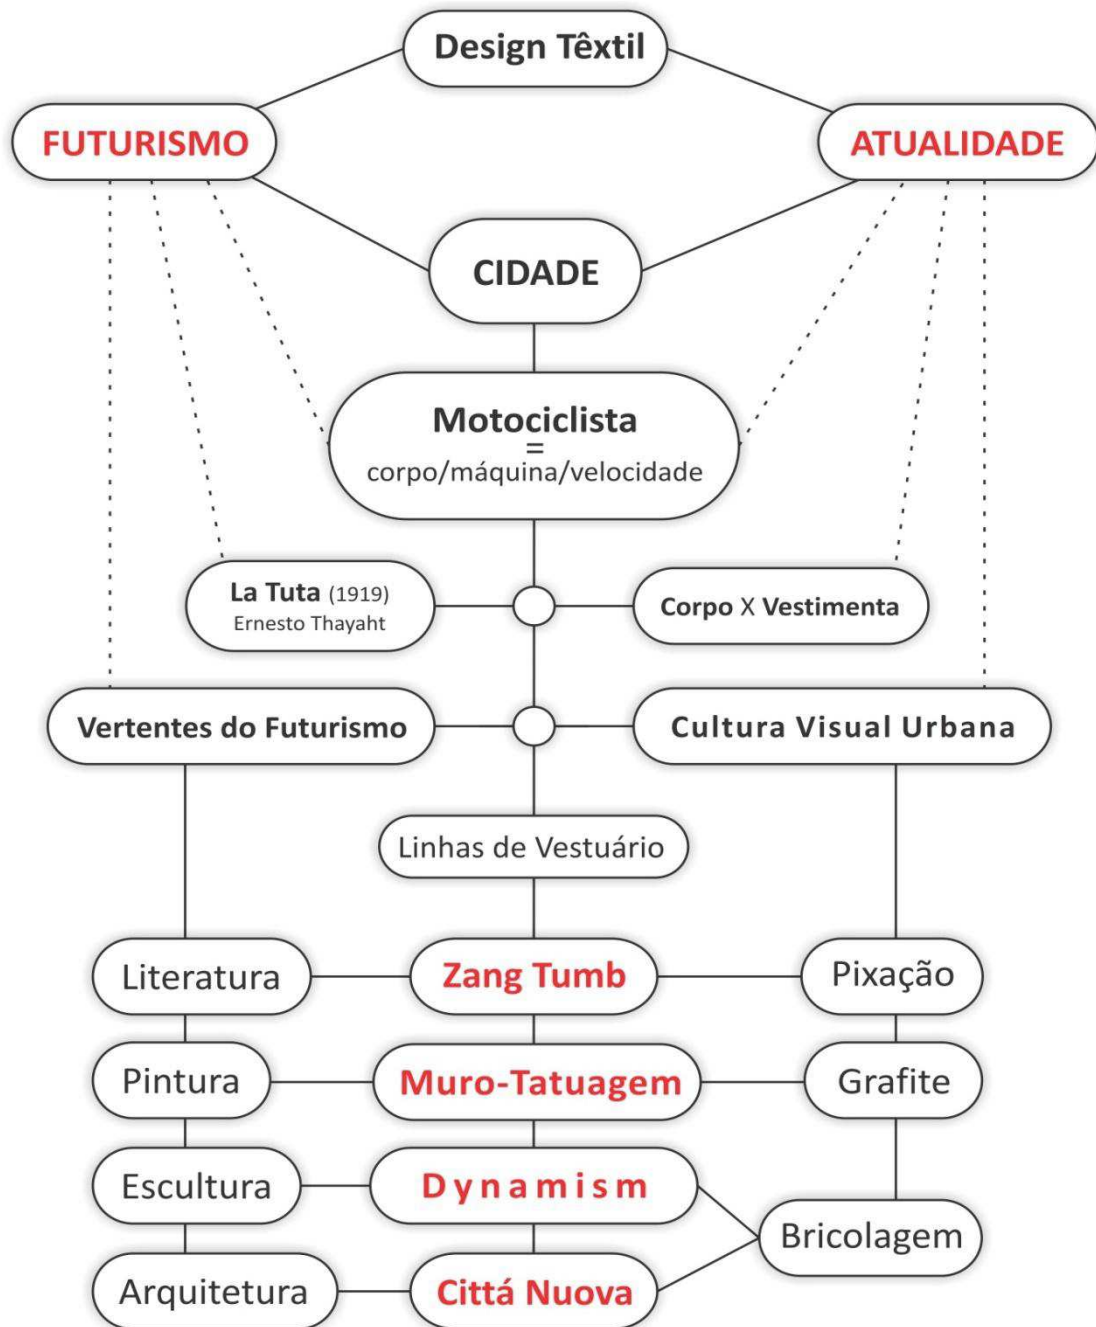 Design Têxtil
FUTURISMO
ATUALIDADE
CIDADE
Motociclista
=
corpo/máquina/velocidade
La Tuta (1919)
Ernesto Thayaht
Corpo X Vestimenta
Vertentes do Futurismo
Cultura Visual Urbana
Linhas de Vestuário
Literatura
Zang Tumb
Pixação
Pintura
Muro-Tatuagem
Grafite
Escultura
Dynamism
Bricolagem
Arquitetura
Cittá Nuova